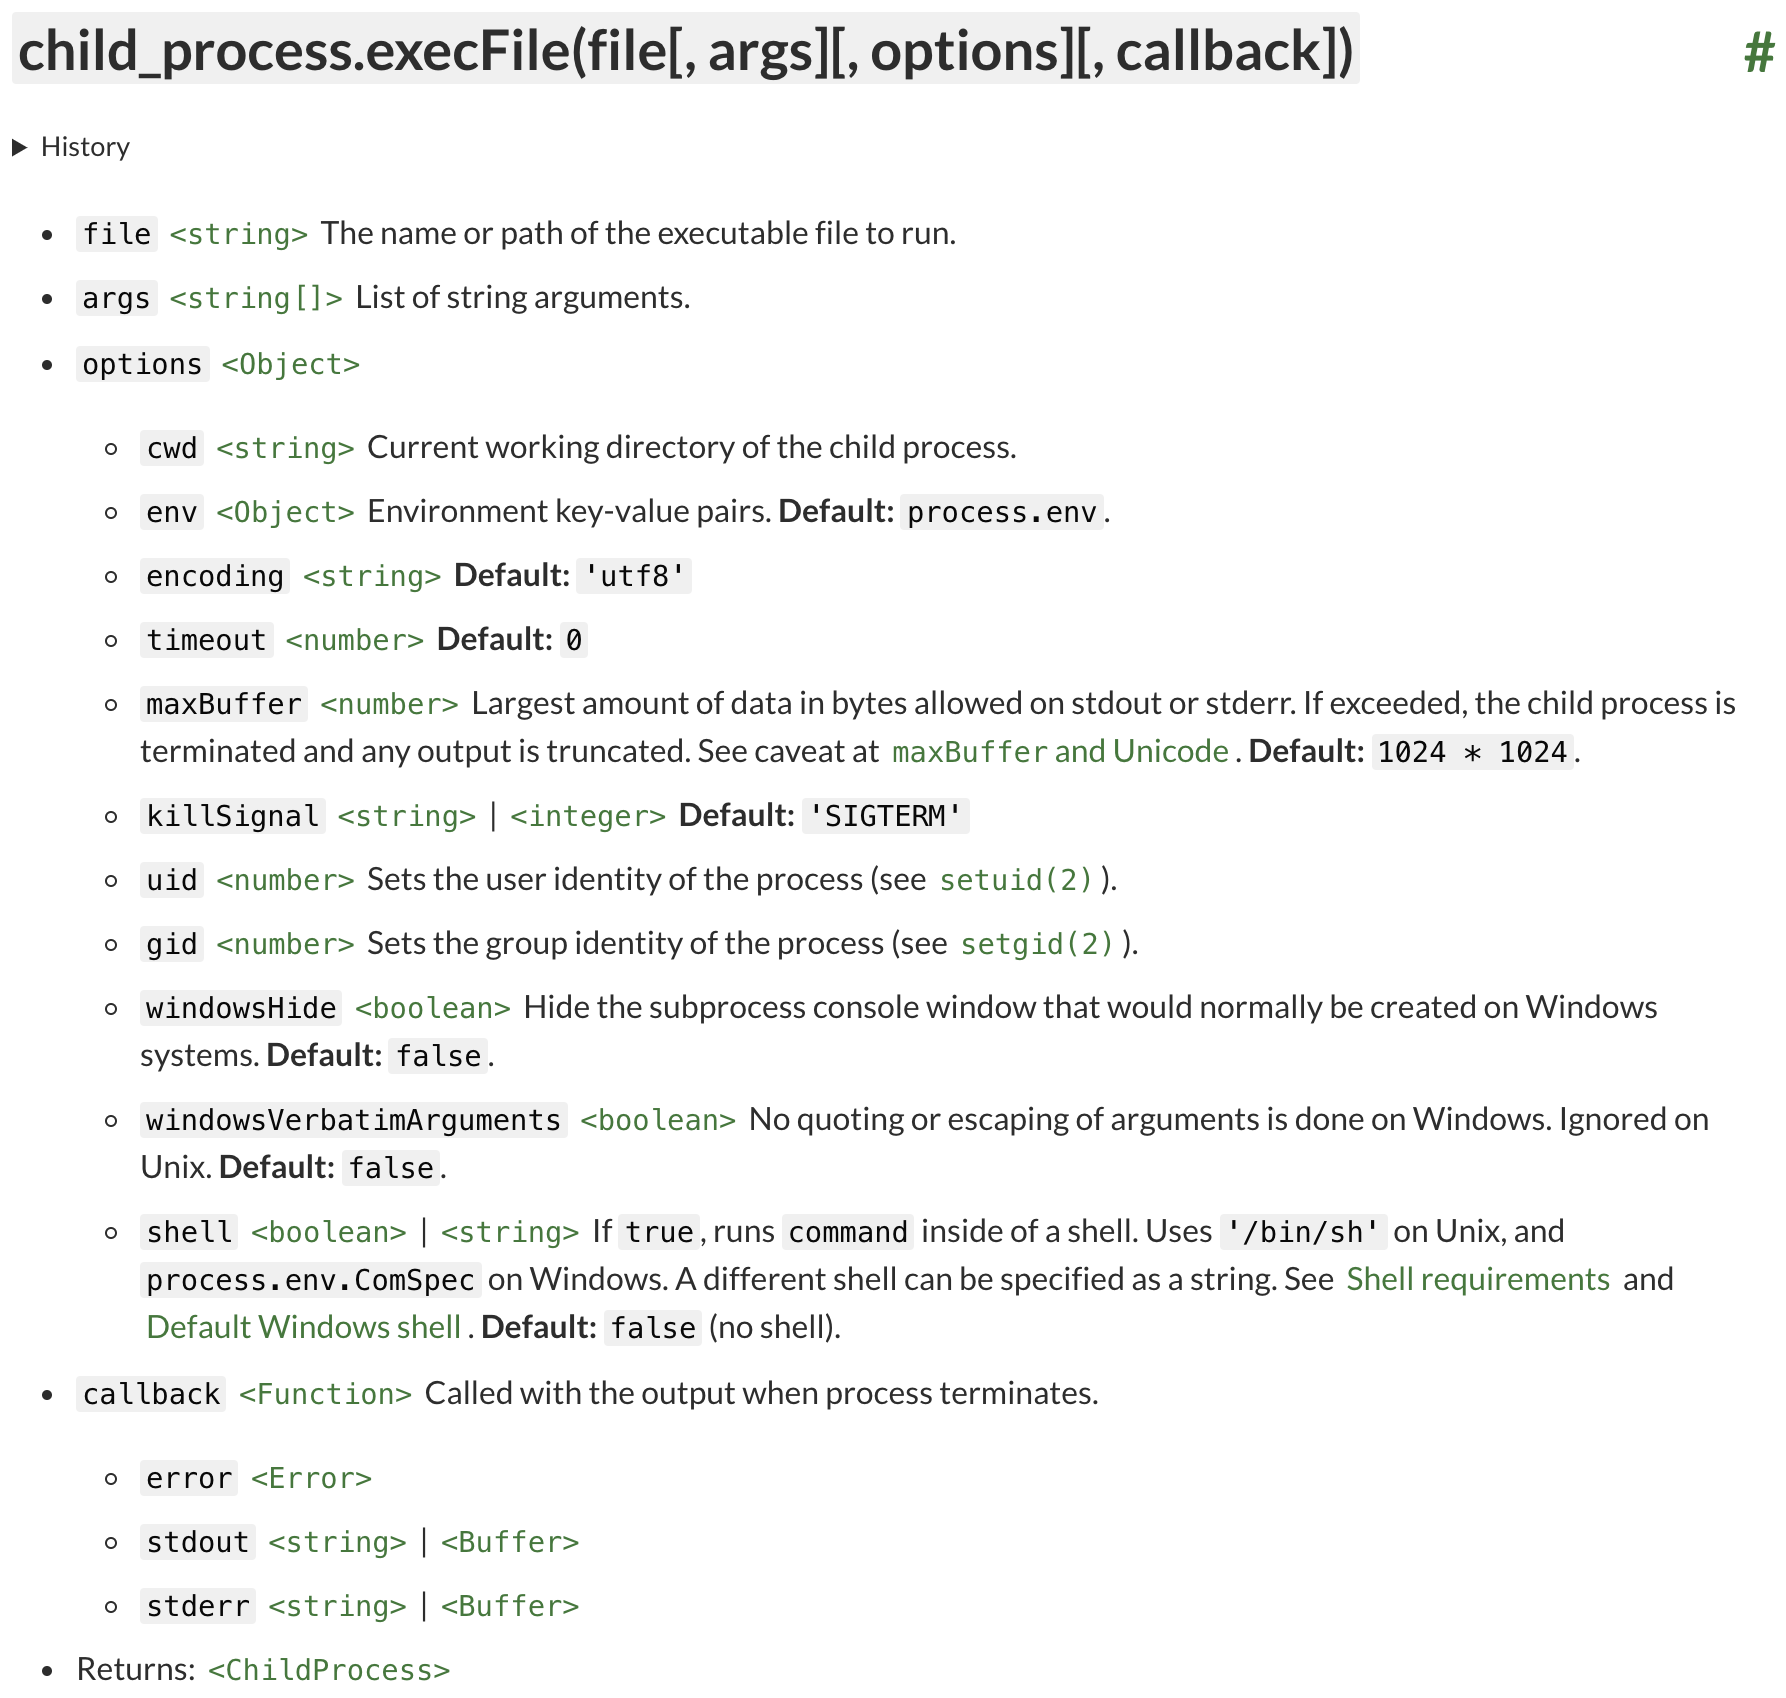 child_process.execFile(file[, args][, options][, callback]) #
▶ History
• file <string> The name or path of the executable file to run.
• args <string[]> List of string arguments.
• options <Object>
◦ cwd <string> Current working directory of the child process.
◦ env <Object> Environment key-value pairs. Default: process.env.
◦ encoding <string> Default: 'utf8'
◦ timeout <number> Default: 0
◦ maxBuffer <number> Largest amount of data in bytes allowed on stdout or stderr. If exceeded, the child process is
terminated and any output is truncated. See caveat at maxBuffer and Unicode. Default: 1024 * 1024.
◦ killSignal <string> | <integer> Default: 'SIGTERM'
◦ uid <number> Sets the user identity of the process (see setuid(2)).
◦ gid <number> Sets the group identity of the process (see setgid(2)).
◦ windowsHide <boolean> Hide the subprocess console window that would normally be created on Windows
systems. Default: false.
◦ windowsVerbatimArguments <boolean> No quoting or escaping of arguments is done on Windows. Ignored on
Unix. Default: false.
◦ shell <boolean> | <string> If true, runs command inside of a shell. Uses '/bin/sh' on Unix, and
process.env.ComSpec on Windows. A different shell can be specified as a string. See Shell requirements and
Default Windows shell. Default: false (no shell).
• callback <Function> Called with the output when process terminates.
◦ error <Error>
◦ stdout <string> | <Buffer>
◦ stderr <string> | <Buffer>
• Returns: <ChildProcess>